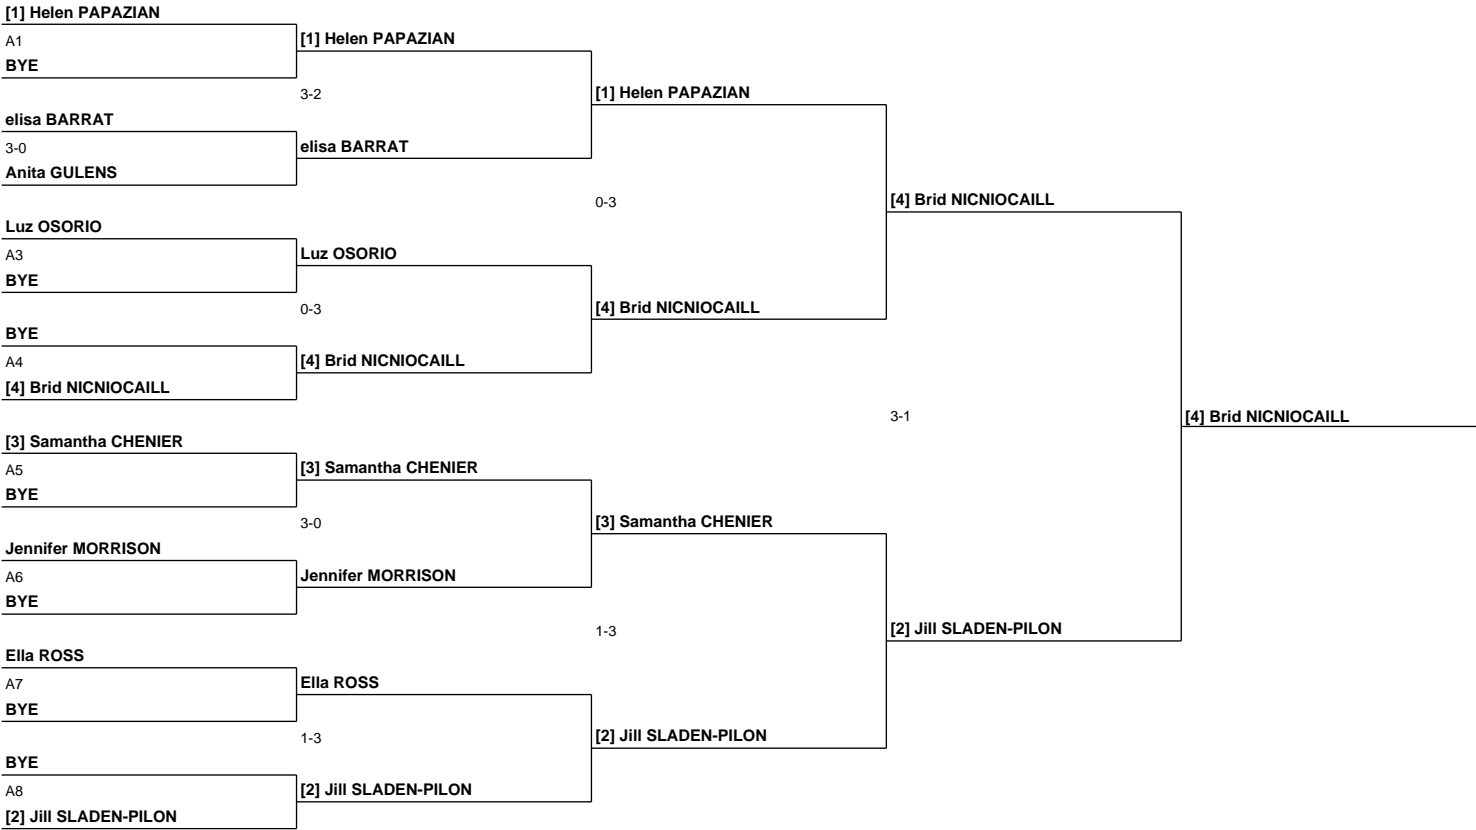 [1] Helen PAPAZIAN
A1
BYE
elisa BARRAT
3-0
Anita GULENS
Luz OSORIO
A3
BYE
BYE
A4
[4] Brid NICNIOCAILL
[3] Samantha CHENIER
A5
BYE
Jennifer MORRISON
A6
BYE
Ella ROSS
A7
BYE
BYE
A8
[2] Jill SLADEN-PILON
[1] Helen PAPAZIAN
3-2
elisa BARRAT
Luz OSORIO
0-3
[4] Brid NICNIOCAILL
[3] Samantha CHENIER
3-0
Jennifer MORRISON
Ella ROSS
1-3
[2] Jill SLADEN-PILON
[1] Helen PAPAZIAN
0-3
[4] Brid NICNIOCAILL
[3] Samantha CHENIER
1-3
[2] Jill SLADEN-PILON
[4] Brid NICNIOCAILL
3-1
[2] Jill SLADEN-PILON
[4] Brid NICNIOCAILL